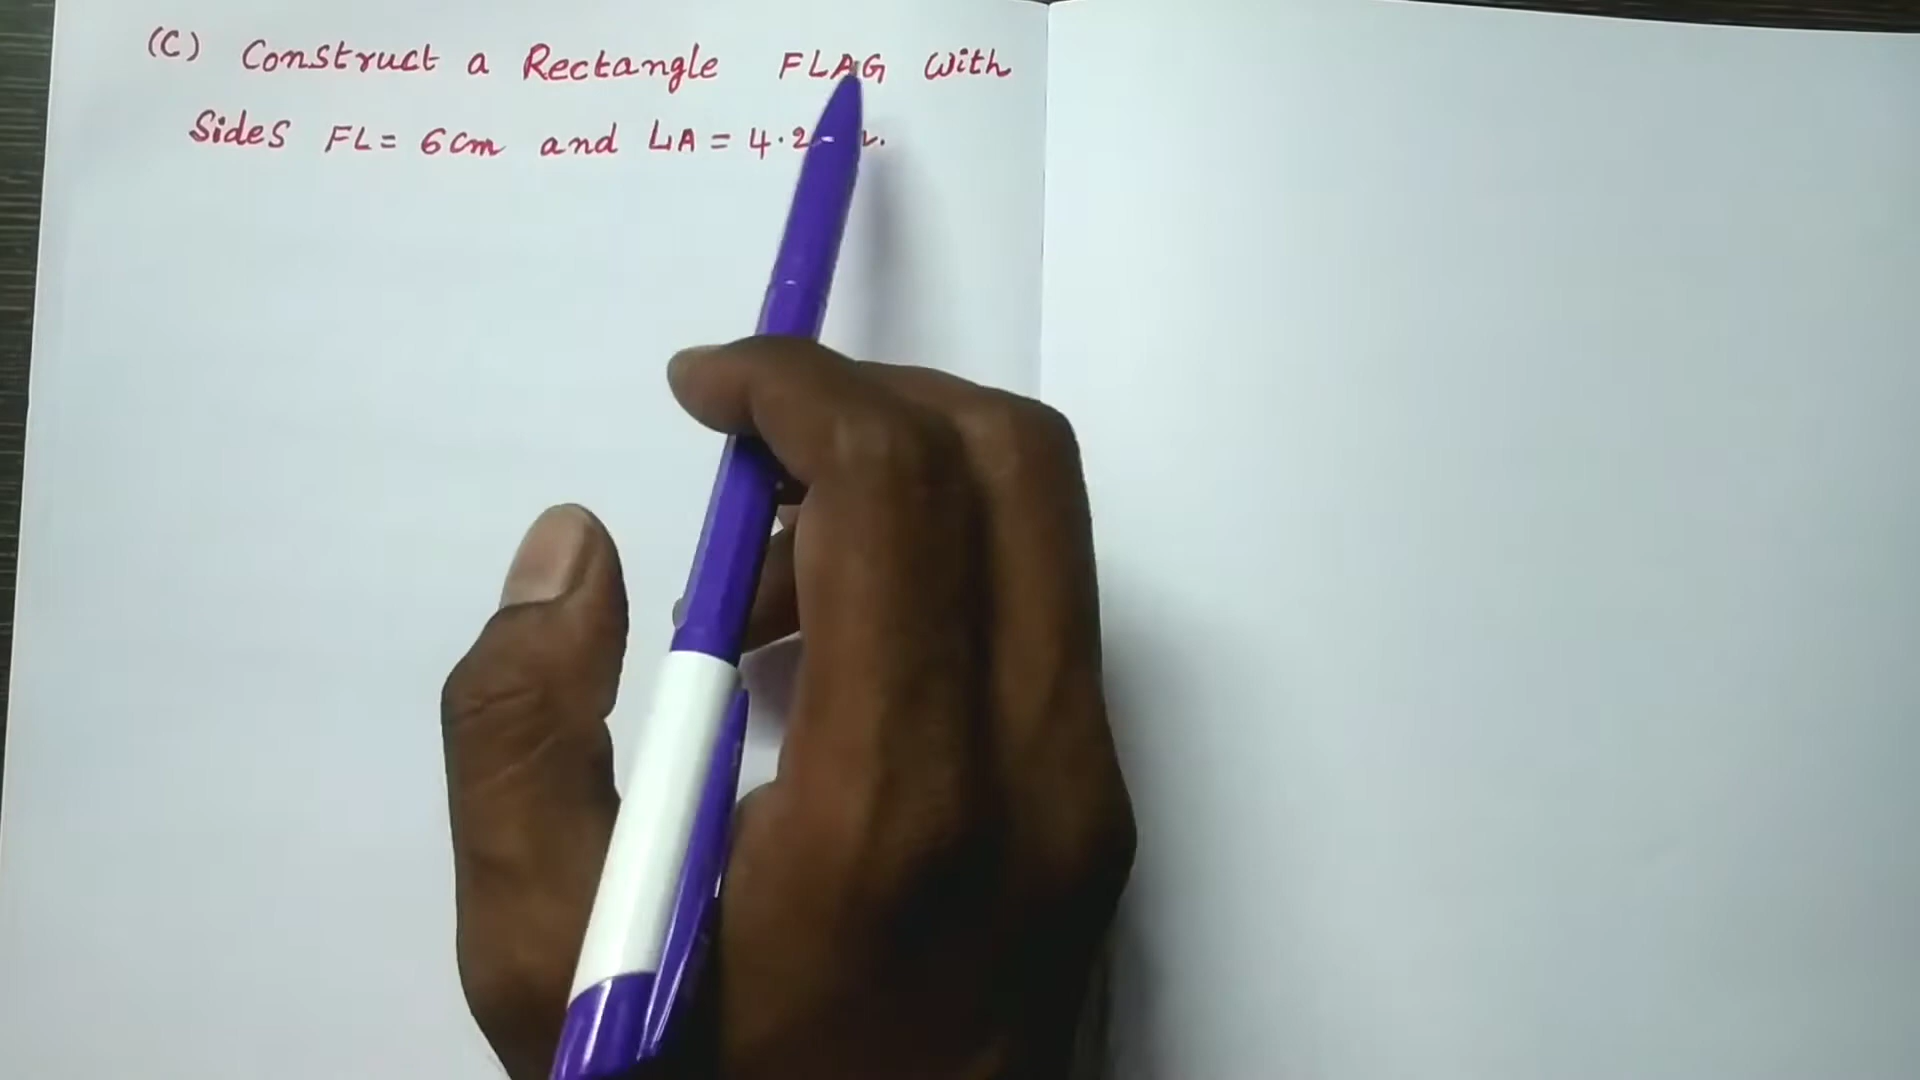 (C) Construct a Rectangle FLAG with
Sides FL = 6cm and LA = 4.2